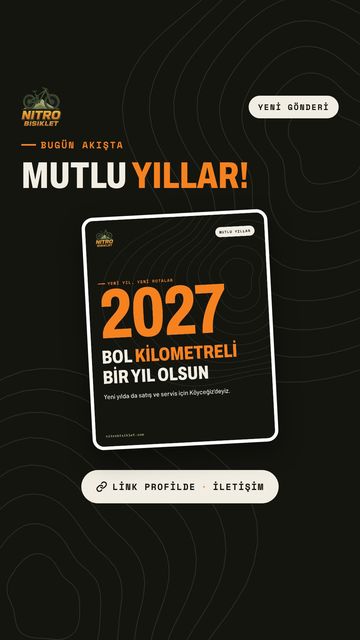 NITRO
BISIKLET
YENİ GÖNDERİ
BUGÜN AKIŞTA
MUTLU YILLAR!
NITRO
BISIKLET
MUTLU YILLAR
YENİ YIL, YENİ ROTALAR
2027
BOL KİLOMETRELİ
BİR YIL OLSUN
Yeni yılda da satış ve servis için Köyceğiz'deyiz.
nitrobisiklet.com
LİNK PROFİLDE · İLETİŞİM